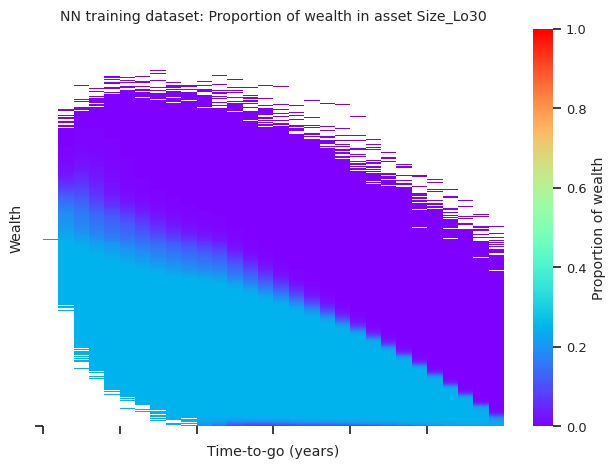 NN training dataset: Proportion of wealth in asset Size_Lo30
Wealth
Time-to-go (years)
1.0
0.8
0.6
0.4
0.2
0.0
Proportion of wealth